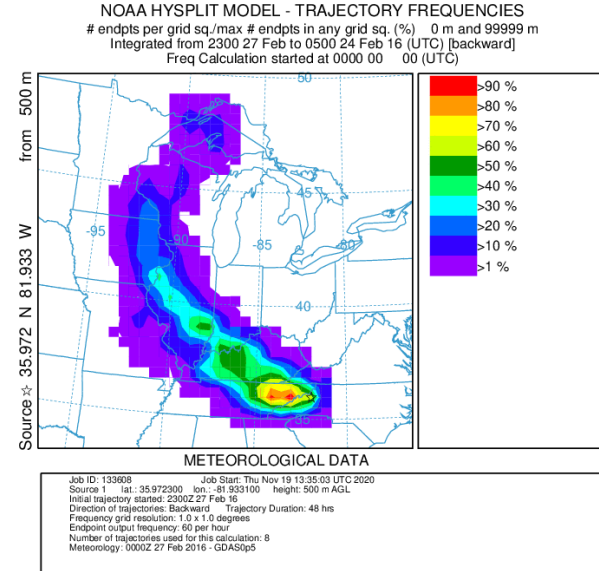 NOAA HYSPLIT MODEL - TRAJECTORY FREQUENCIES
# endpts per grid sq./max # endpts in any grid sq. (%)    0 m and 99999 m
Integrated from 2300 27 Feb to 0500 24 Feb 16 (UTC) [backward]
Freq Calculation started at 0000 00    00 (UTC)
Source ☆ 35.972 N 81.933 W    from 500 m
50
45
-95
-90
-85
-80
40
35
>90 %
>80 %
>70 %
>60 %
>50 %
>40 %
>30 %
>20 %
>10 %
>1 %
METEOROLOGICAL DATA
Job ID: 133608    Job Start: Thu Nov 19 13:35:03 UTC 2020
Source 1    lat.: 35.972300    lon.: -81.933100    height: 500 m AGL
Initial trajectory started: 2300Z 27 Feb 16
Direction of trajectories: Backward    Trajectory Duration: 48 hrs
Frequency grid resolution: 1.0 x 1.0 degrees
Endpoint output frequency: 60 per hour
Number of trajectories used for this calculation: 8
Meteorology: 0000Z 27 Feb 2016 - GDAS0p5